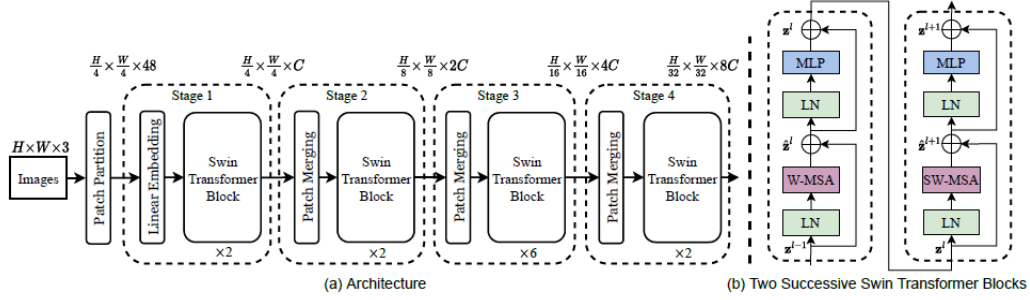 H/4 × W/4 × 48
H/4 × W/4 × C
H/8 × W/8 × 2C
H/16 × W/16 × 4C
H/32 × W/32 × 8C
Stage 1
Stage 2
Stage 3
Stage 4
H×W×3
Images
Patch Partition
Linear Embedding
Swin
Transformer
Block
×2
Patch Merging
Swin
Transformer
Block
×2
Patch Merging
Swin
Transformer
Block
×6
Patch Merging
Swin
Transformer
Block
×2
(a) Architecture
z^l
MLP
LN
ẑ^l
W-MSA
LN
z^{l-1}
z^{l+1}
MLP
LN
ẑ^{l+1}
SW-MSA
LN
z^l
(b) Two Successive Swin Transformer Blocks